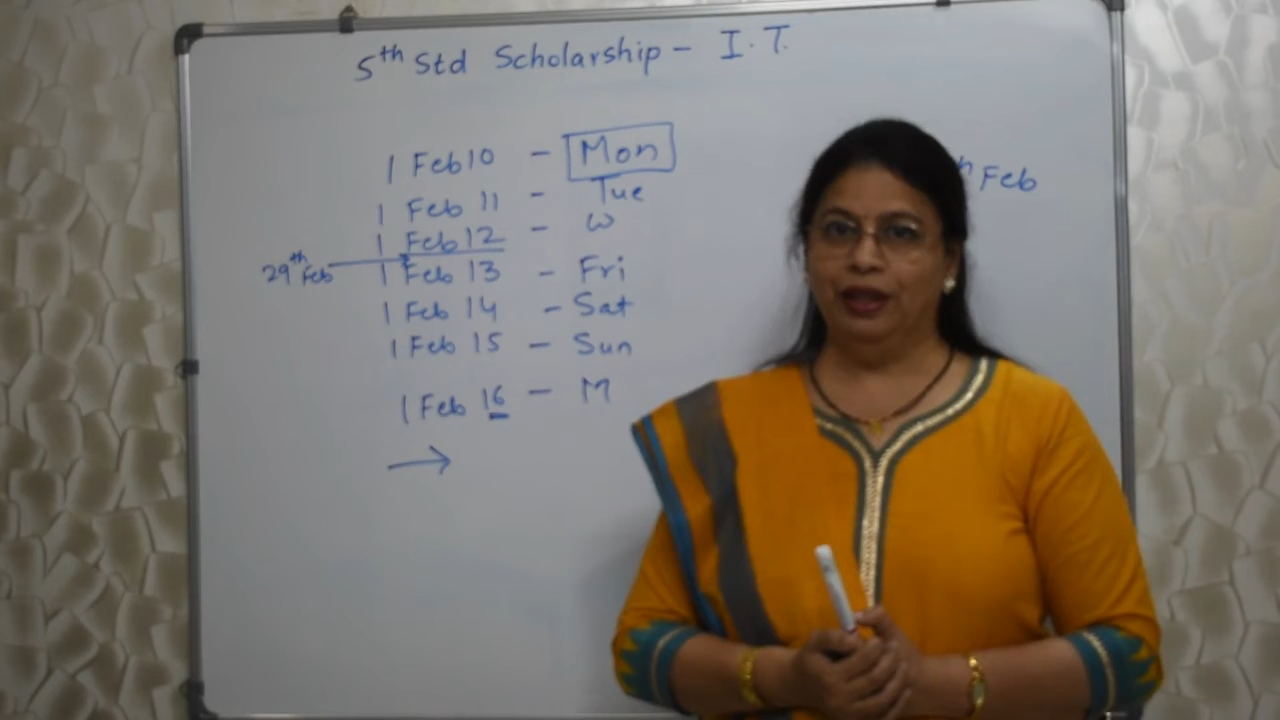 5th Std Scholarship - I.T.
1 Feb 10 - Mon
1 Feb 11 - Tue
1 Feb 12 - W
29th Feb
1 Feb 13 - Fri
1 Feb 14 - Sat
1 Feb 15 - Sun
1 Feb 16 - M
→
Feb